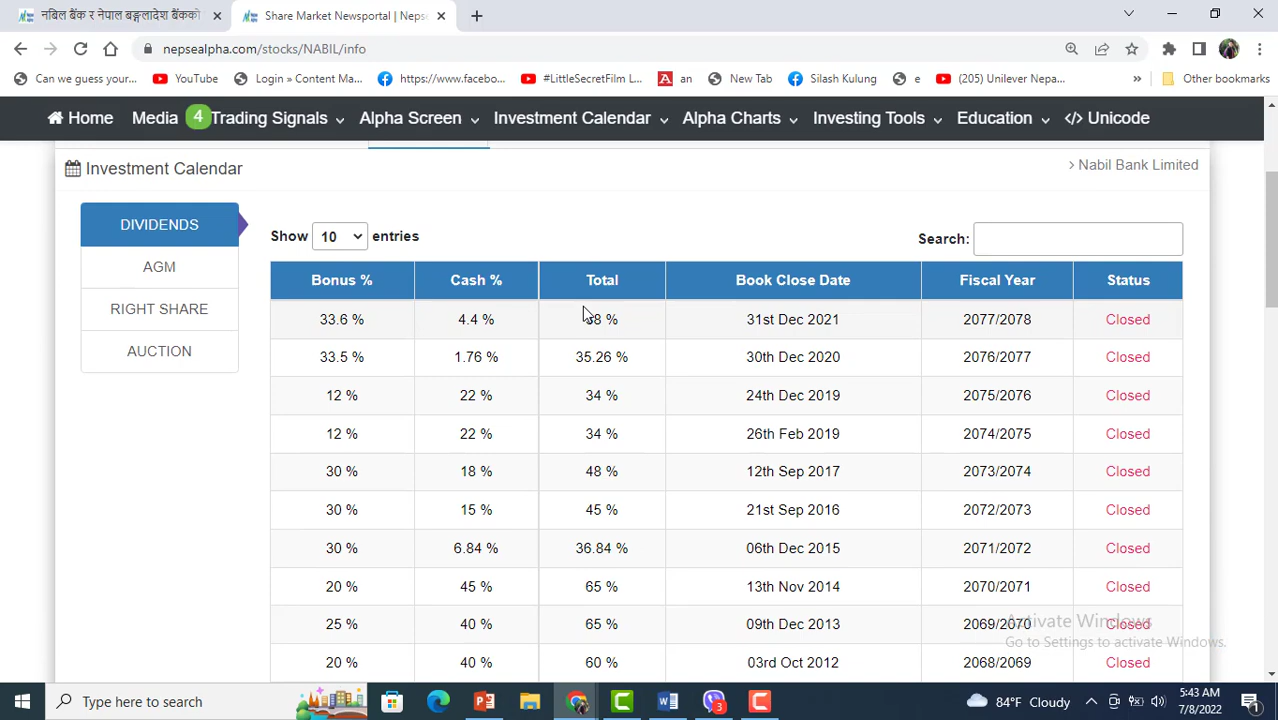 नबिल बैंक र नेपाल बङ्गलादेश बैंकको
Share Market Newsportal | Nepse
nepsealpha.com/stocks/NABIL/info
Can we guess your...
YouTube
Login » Content Ma...
https://www.facebo...
#LittleSecretFilm L...
an
New Tab
Silash Kulung
e
(205) Unilever Nepa...
»
Other bookmarks
Home Media 4 Trading Signals Alpha Screen Investment Calendar Alpha Charts Investing Tools Education </> Unicode
Investment Calendar
> Nabil Bank Limited
DIVIDENDS
AGM
RIGHT SHARE
AUCTION
Show 10 entries
Search:
Bonus % Cash % Total Book Close Date Fiscal Year Status
33.6 % 4.4 % 8 % 31st Dec 2021 2077/2078 Closed
33.5 % 1.76 % 35.26 % 30th Dec 2020 2076/2077 Closed
12 % 22 % 34 % 24th Dec 2019 2075/2076 Closed
12 % 22 % 34 % 26th Feb 2019 2074/2075 Closed
30 % 18 % 48 % 12th Sep 2017 2073/2074 Closed
30 % 15 % 45 % 21st Sep 2016 2072/2073 Closed
30 % 6.84 % 36.84 % 06th Dec 2015 2071/2072 Closed
20 % 45 % 65 % 13th Nov 2014 2070/2071 Closed
25 % 40 % 65 % 09th Dec 2013 2069/2070 Closed
20 % 40 % 60 % 03rd Oct 2012 2068/2069 Closed
Activate Windows
Go to Settings to activate Windows.
Type here to search
3
84°F Cloudy
5:43 AM
7/8/2022
1